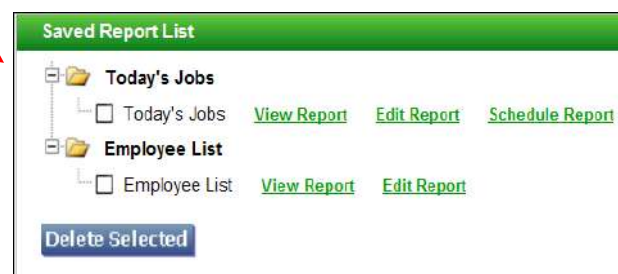 Saved Report List
Today's Jobs
Today's Jobs View Report Edit Report Schedule Report
Employee List
Employee List View Report Edit Report
Delete Selected